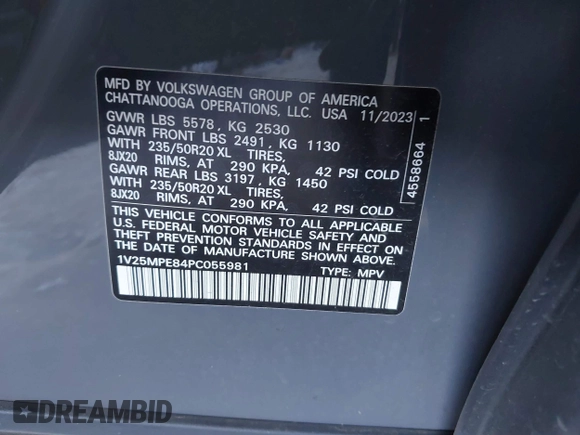 MFD BY VOLKSWAGEN GROUP OF AMERICA
CHATTANOOGA OPERATIONS, LLC. USA 11/2023
GVWR LBS 5578, KG 2530
GAWR FRONT LBS 2491, KG 1130
WITH 235/50R20 XL TIRES,
8JX20 RIMS, AT 290 KPA, 42 PSI COLD
GAWR REAR LBS 3197, KG 1450
WITH 235/50R20 XL TIRES,
8JX20 RIMS, AT 290 KPA, 42 PSI COLD
THIS VEHICLE CONFORMS TO ALL APPLICABLE
U.S. FEDERAL MOTOR VEHICLE SAFETY AND
THEFT PREVENTION STANDARDS IN EFFECT ON
THE DATE OF MANUFACTURE SHOWN ABOVE.
1V25MPE84PC055981 TYPE: MPV
4558664 1
DREAMBID